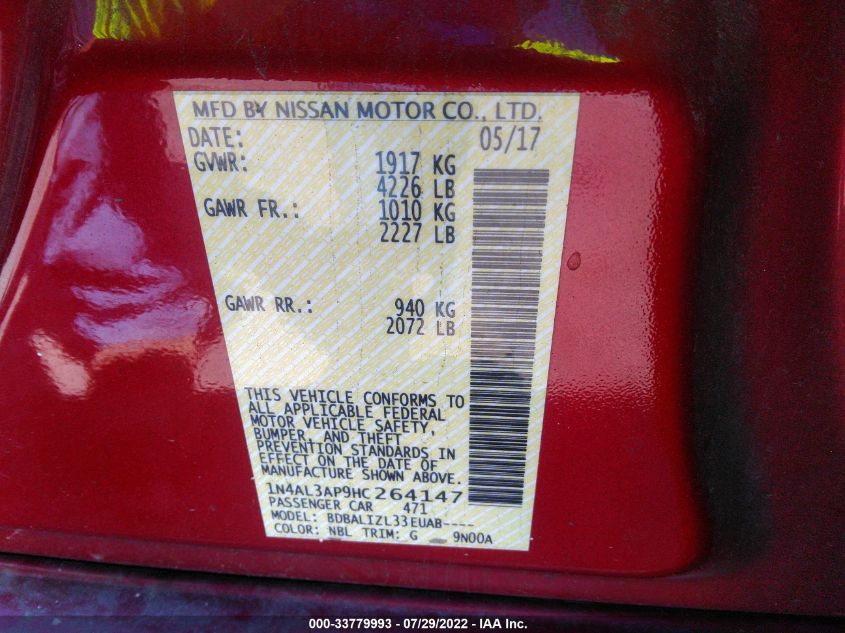 MFD BY NISSAN MOTOR CO., LTD.
DATE: 05/17
GVWR: 1917 KG
4226 LB
GAWR FR.: 1010 KG
2227 LB
GAWR RR.: 940 KG
2072 LB
THIS VEHICLE CONFORMS TO
ALL APPLICABLE FEDERAL
MOTOR VEHICLE SAFETY,
BUMPER, AND THEFT
PREVENTION STANDARDS IN
EFFECT ON THE DATE OF
MANUFACTURE SHOWN ABOVE.
1N4AL3AP9HC264147
PASSENGER CAR 471
MODEL: BDBALIZL33EUAB----
COLOR: NBL TRIM: G 9N00A
000-33779993 - 07/29/2022 - IAA Inc.